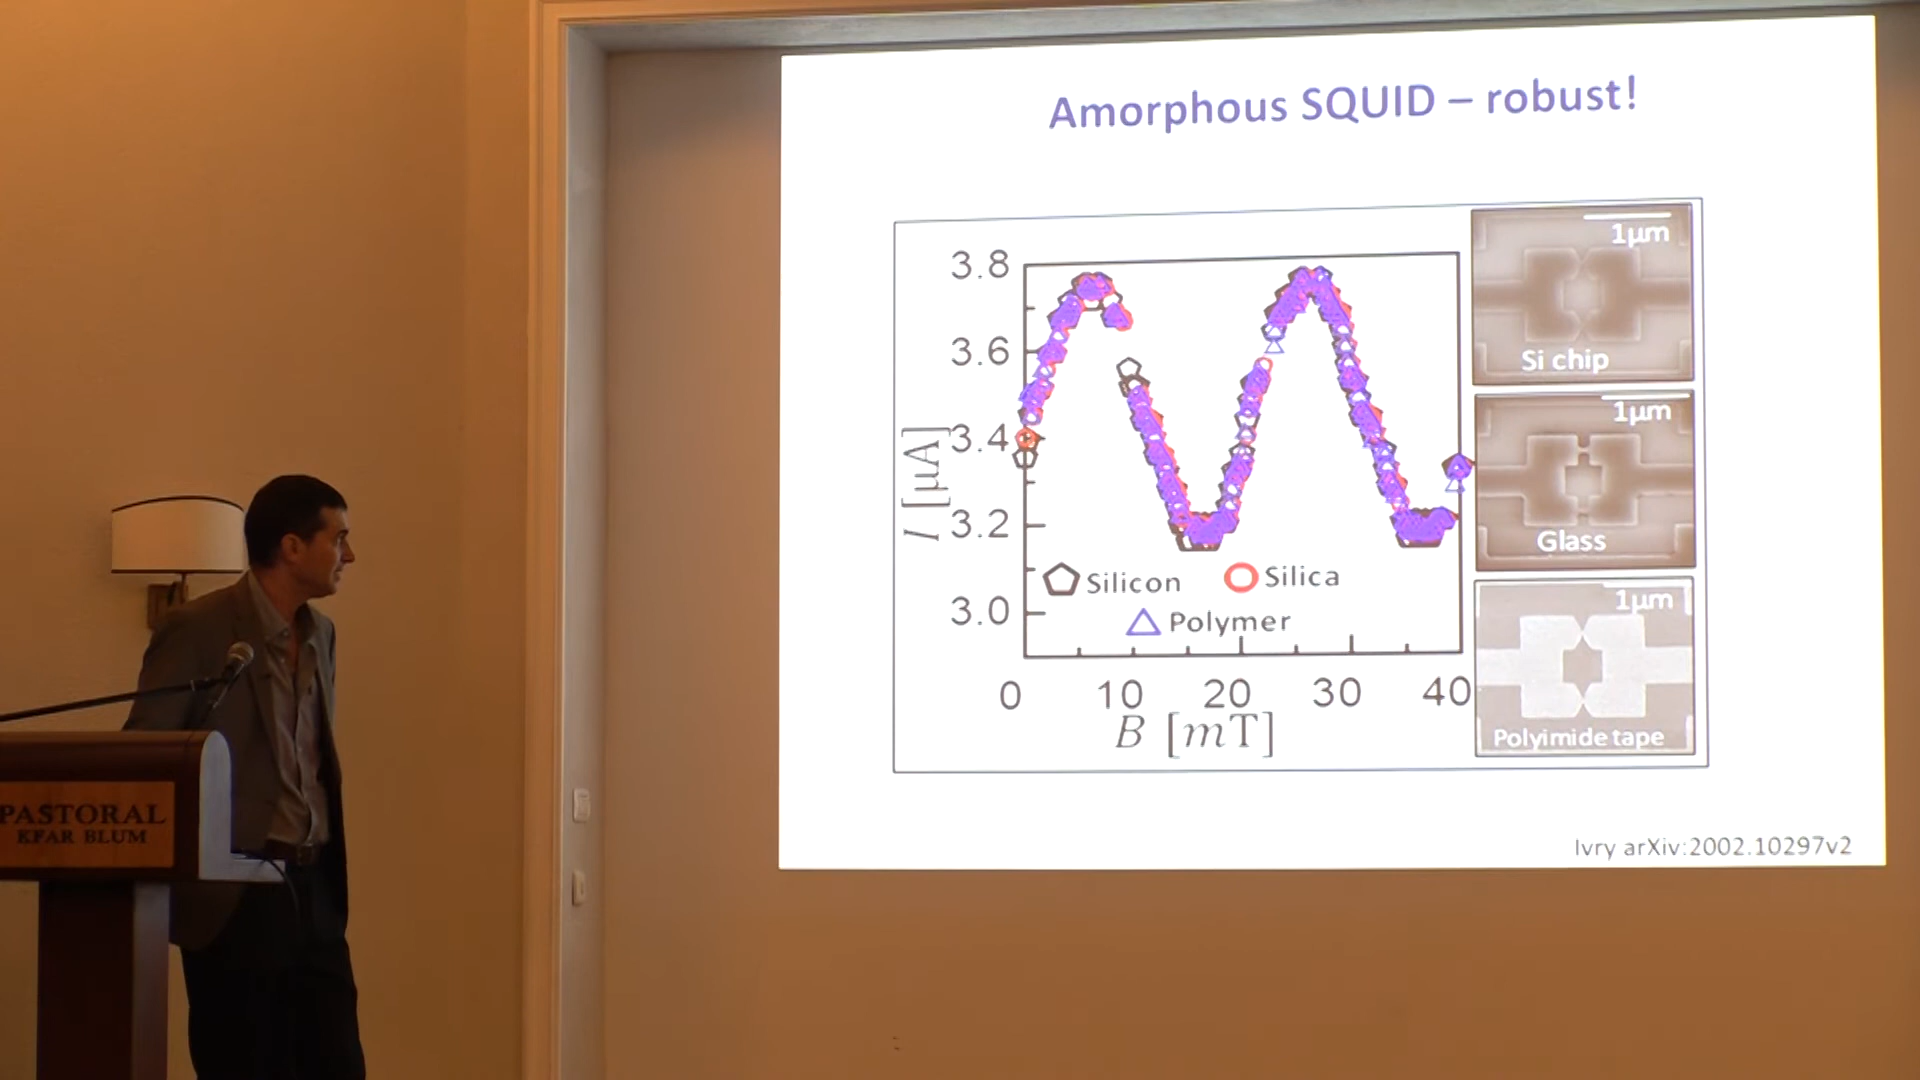 Amorphous SQUID – robust!
3.8
3.6
3.4
3.2
3.0
I [µA]
Silicon
Silica
Polymer
0 10 20 30 40
B [mT]
1µm
Si chip
1µm
Glass
1µm
Polyimide tape
Ivry arXiv:2002.10297v2
PASTORAL
KFAR BLUM